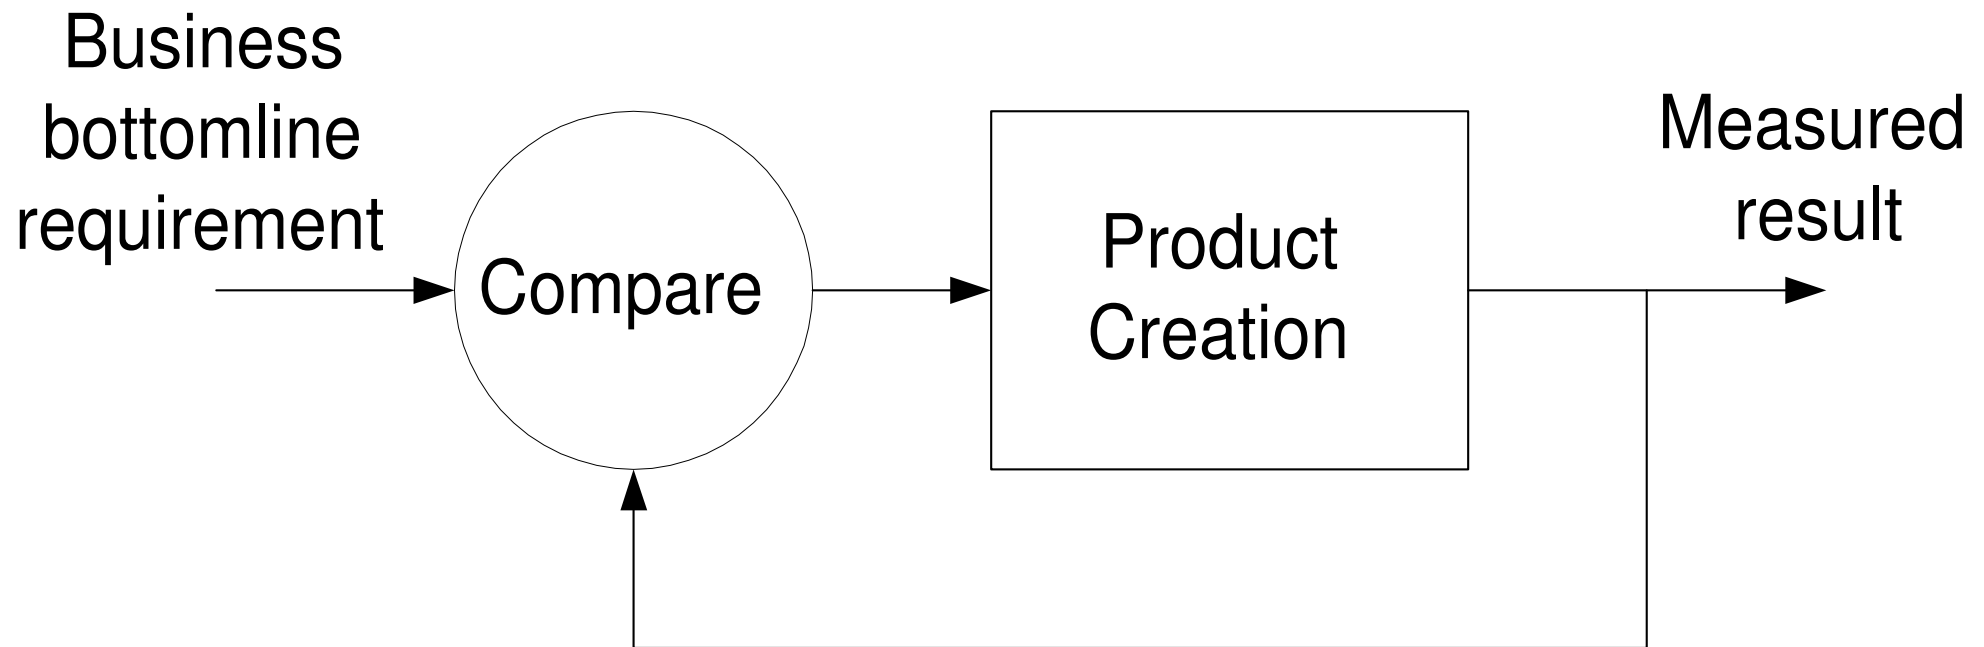 Business
bottomline
requirement
Compare
Product
Creation
Measured
result